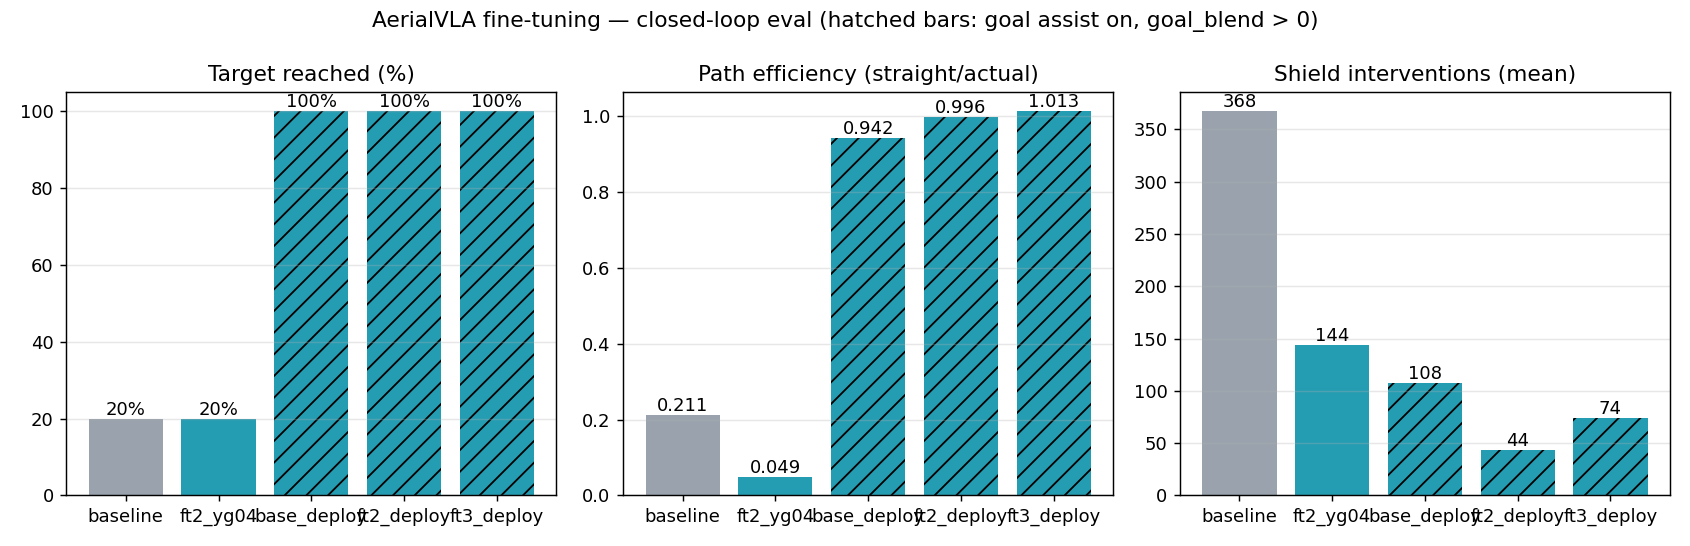 AerialVLA fine-tuning — closed-loop eval (hatched bars: goal assist on, goal_blend > 0)
Target reached (%)
100
80
60
40
20
0
20%
20%
100%
100%
100%
baseline
ft2_yg04
base_deploy
ft2_deploy
ft3_deploy
Path efficiency (straight/actual)
1.0
0.8
0.6
0.4
0.2
0.0
0.211
0.049
0.942
0.996
1.013
baseline
ft2_yg04
base_deploy
ft2_deploy
ft3_deploy
Shield interventions (mean)
350
300
250
200
150
100
50
0
368
144
108
44
74
baseline
ft2_yg04
base_deploy
ft2_deploy
ft3_deploy